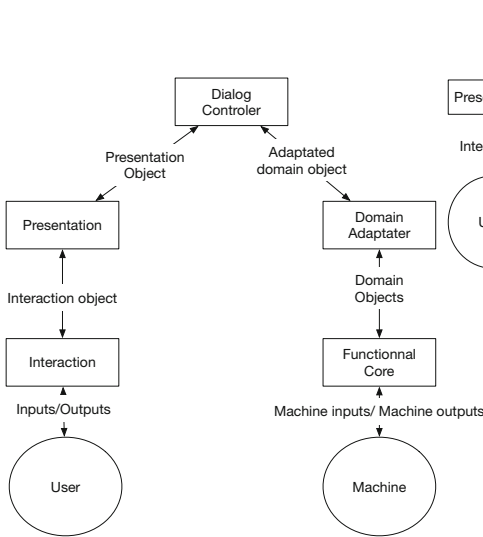 Dialog
Controler
Presentation
Object
Adaptated
domain object
Presentation
Domain
Adaptater
Interaction object
Domain
Objects
Interaction
Functionnal
Core
Inputs/Outputs
Machine inputs/ Machine outputs
User
Machine